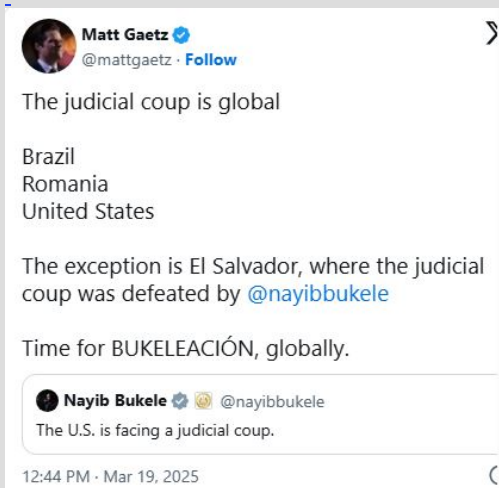 Matt Gaetz
@mattgaetz · Follow
The judicial coup is global
Brazil
Romania
United States
The exception is El Salvador, where the judicial
coup was defeated by @nayibbukele
Time for BUKELEACIÓN, globally.
Nayib Bukele @nayibbukele
The U.S. is facing a judicial coup.
12:44 PM · Mar 19, 2025